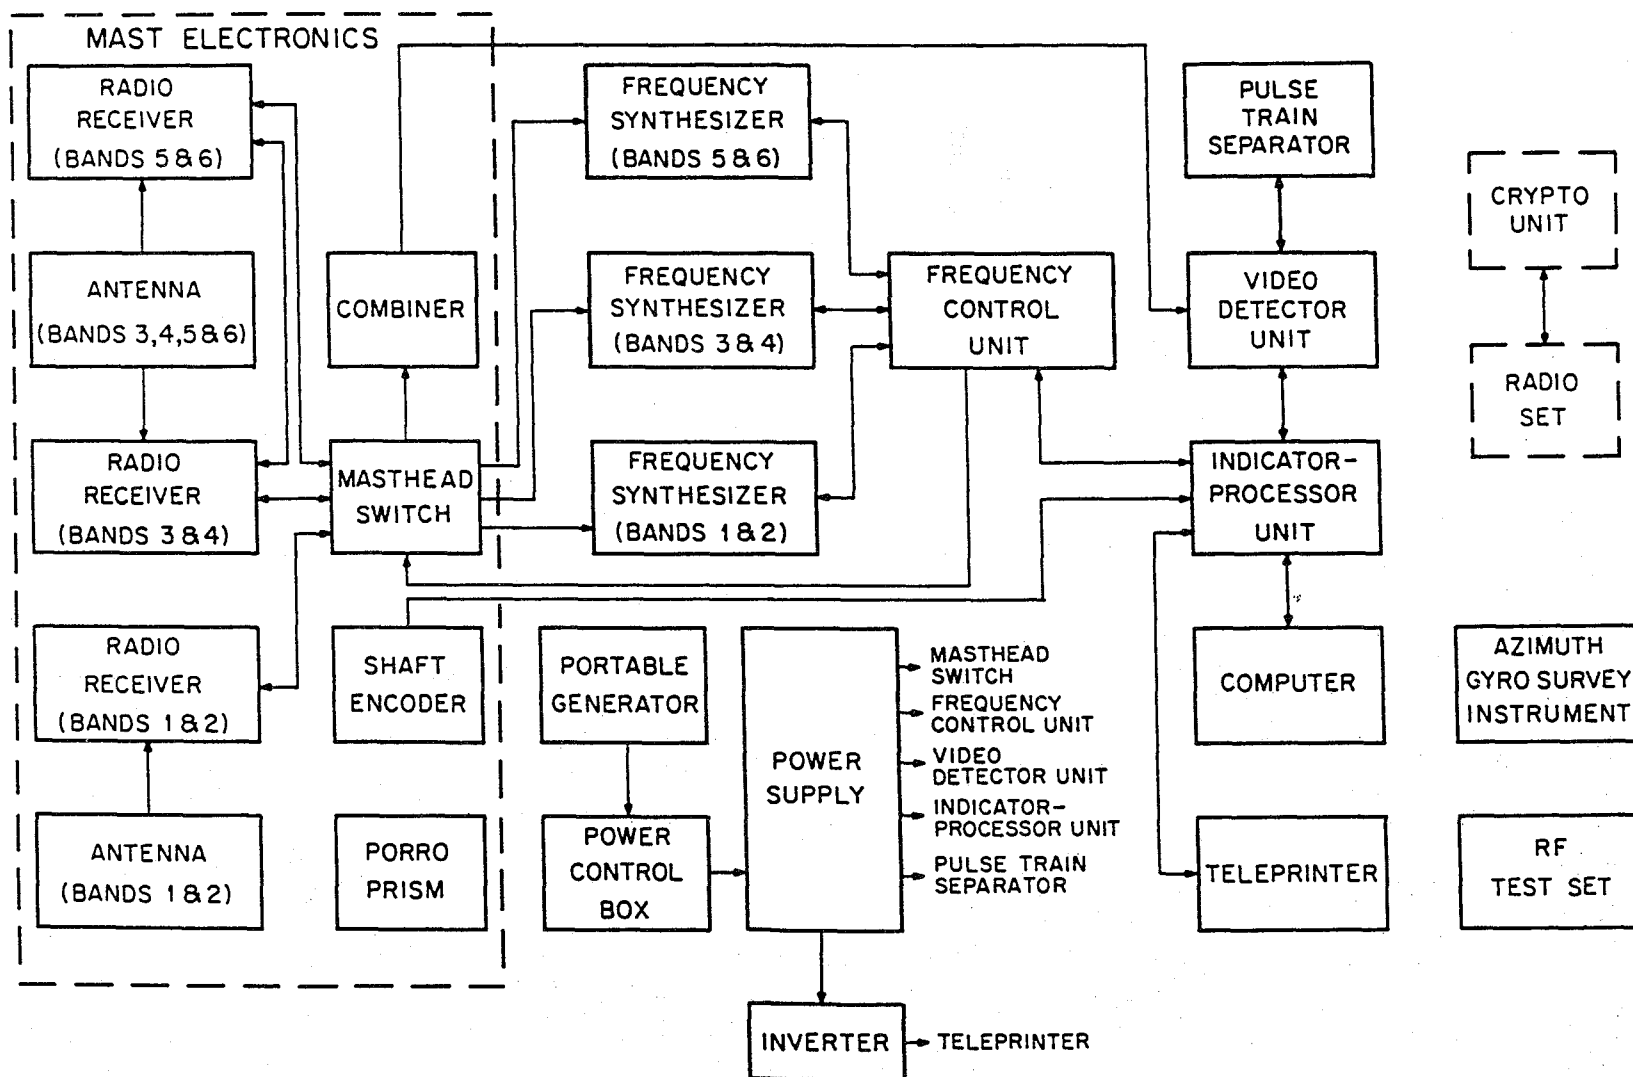 MAST ELECTRONICS
RADIO
RECEIVER
(BANDS 5 & 6)
ANTENNA
(BANDS 3,4,5 & 6)
RADIO
RECEIVER
(BANDS 3 & 4)
RADIO
RECEIVER
(BANDS 1 & 2)
ANTENNA
(BANDS 1 & 2)
COMBINER
MASTHEAD
SWITCH
SHAFT
ENCODER
PORRO
PRISM
FREQUENCY
SYNTHESIZER
(BANDS 5 & 6)
FREQUENCY
SYNTHESIZER
(BANDS 3 & 4)
FREQUENCY
SYNTHESIZER
(BANDS 1 & 2)
PORTABLE
GENERATOR
POWER
CONTROL
BOX
POWER
SUPPLY
INVERTER
TELEPRINTER
MASTHEAD
SWITCH
FREQUENCY
CONTROL UNIT
VIDEO
DETECTOR UNIT
INDICATOR-
PROCESSOR UNIT
PULSE TRAIN
SEPARATOR
FREQUENCY
CONTROL
UNIT
PULSE
TRAIN
SEPARATOR
VIDEO
DETECTOR
UNIT
INDICATOR-
PROCESSOR
UNIT
COMPUTER
TELEPRINTER
CRYPTO
UNIT
RADIO
SET
AZIMUTH
GYRO SURVEY
INSTRUMENT
RF
TEST SET